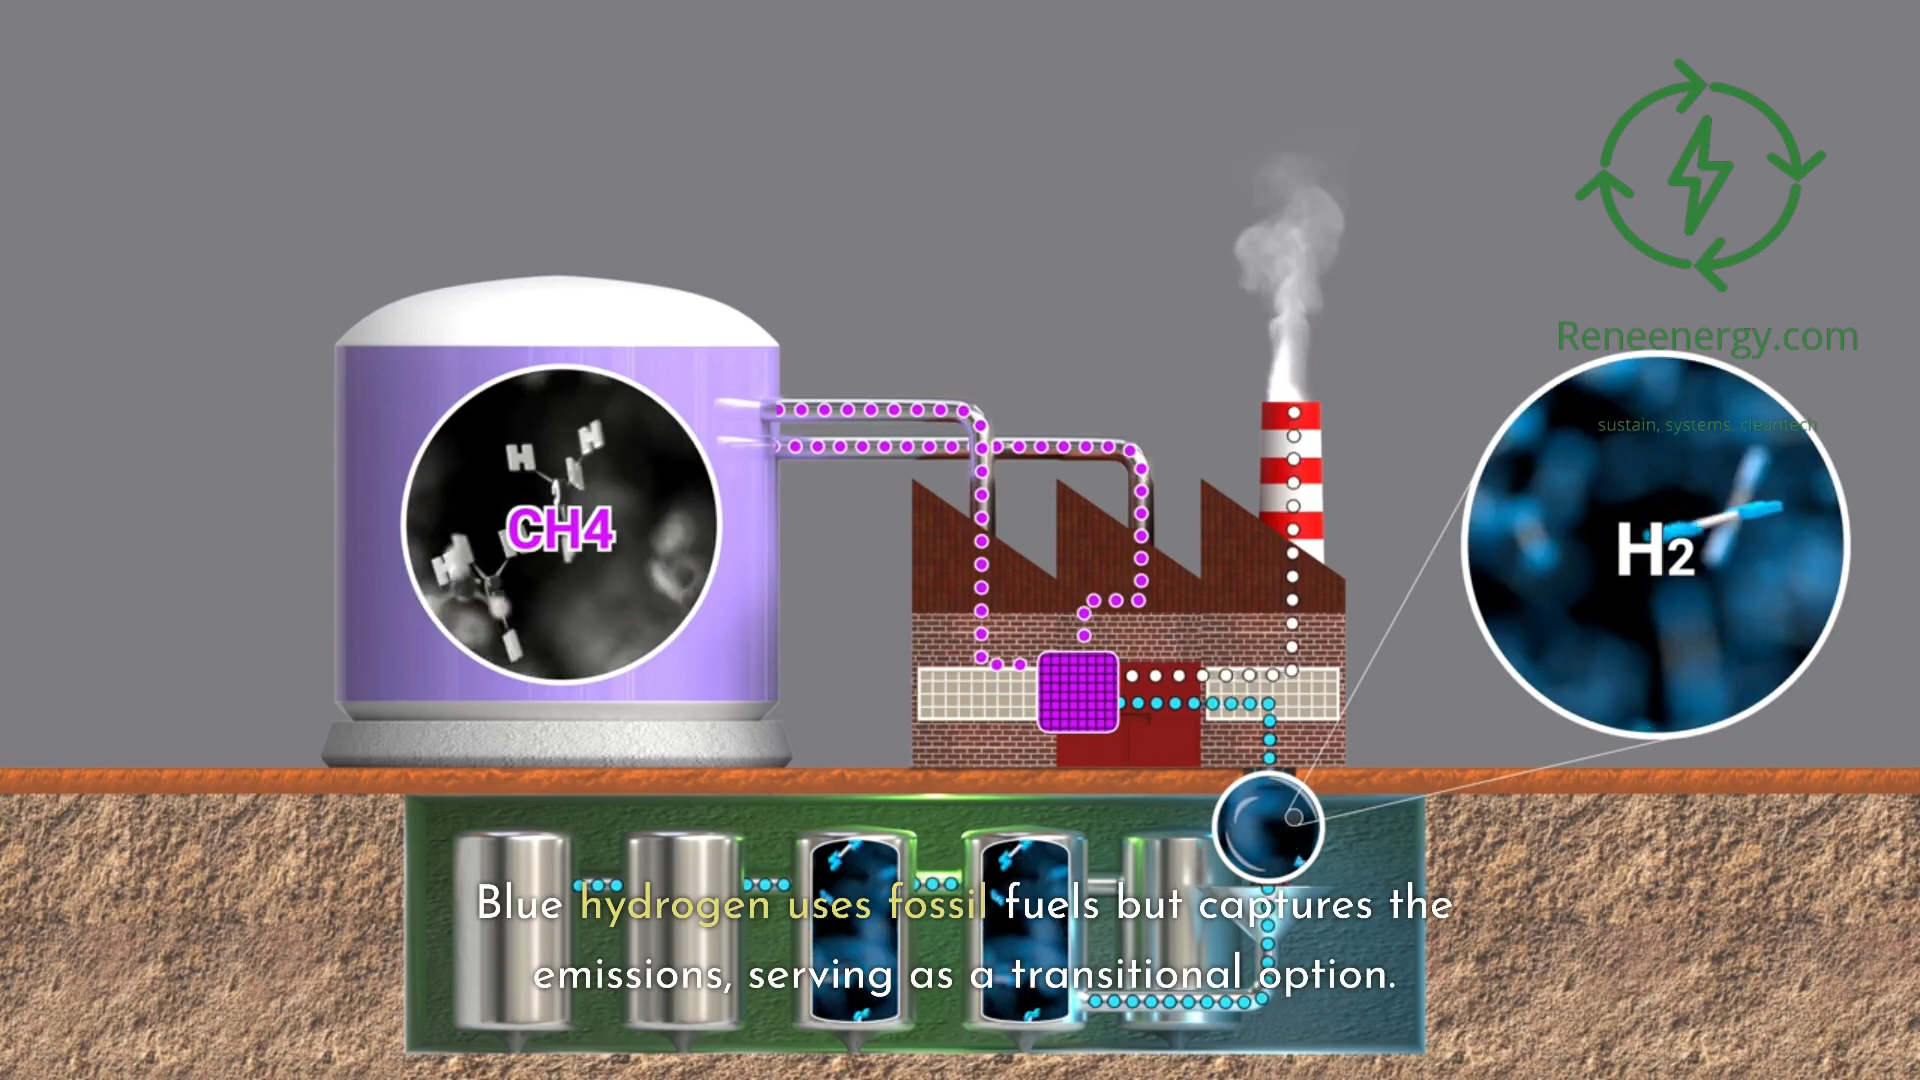 Reneenergy.com
sustain, systems, cleantech
H
H
CH4
H
H2
Blue hydrogen uses fossil fuels but captures the
emissions, serving as a transitional option.